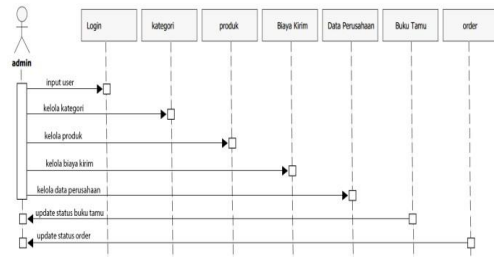 Login
kategori
produk
Biaya Kirim
Data Perusahaan
Buku Tamu
order
admin
input user
kelola kategori
kelola produk
kelola biaya kirim
kelola data perusahaan
update status buku tamu
update status order